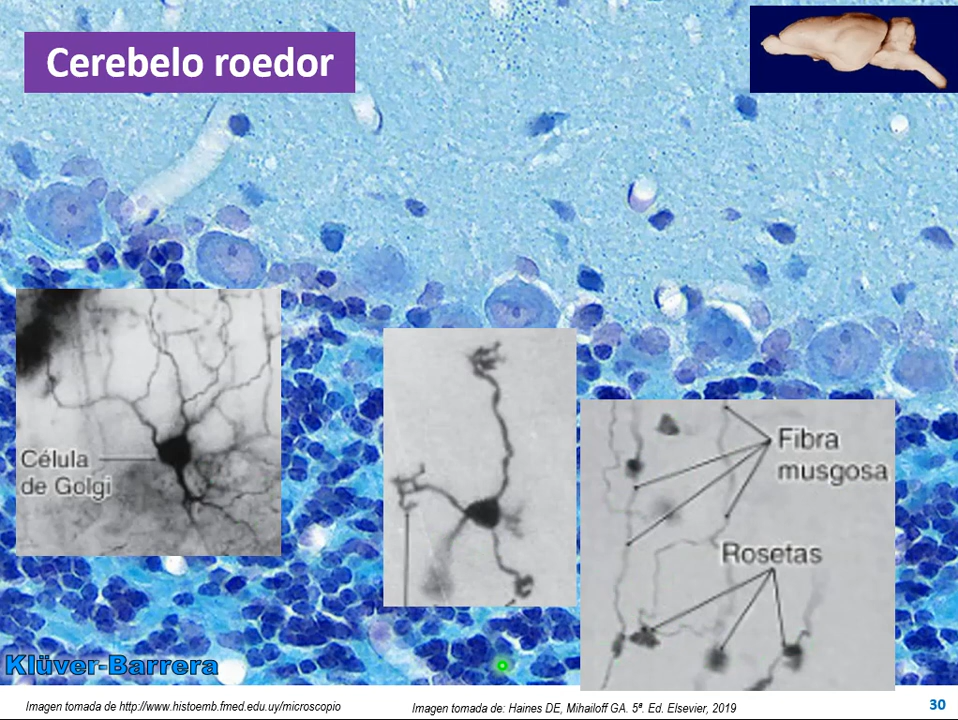 Cerebelo roedor
Célula
de Golgi
Fibra
musgosa
Rosetas
Klüver-Barrera
Imagen tomada de http://www.histoemb.fmed.edu.uy/microscopio
Imagen tomada de: Haines DE, Mihailoff GA. 5ª. Ed. Elsevier, 2019
30